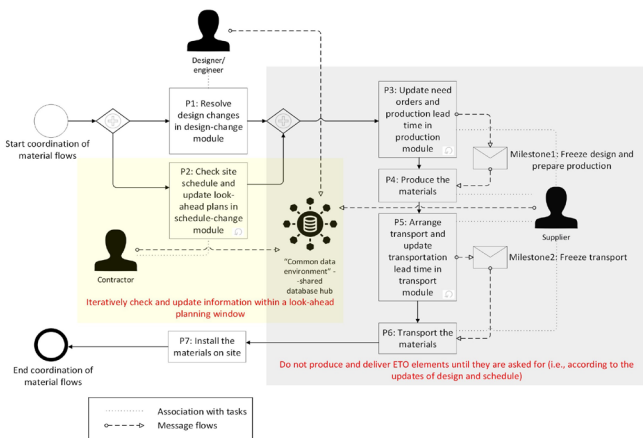 Designer/
engineer
P1: Resolve
design changes
in design-change
module
Start coordination of
material flows
P2: Check site
schedule and
update look-
ahead plans in
schedule-change
module
Contractor
"Common data
environment" –
-shared
database hub
Iteratively check and update information within a look-ahead
planning window
P3: Update need
orders and
production lead
time in
production
module
Milestone1: Freeze design and
prepare production
P4: Produce the
materials
P5: Arrange
transport and
update
transportation
lead time in
transport
module
Supplier
Milestone2: Freeze transport
P6: Transport the
materials
P7: Install the
materials on site
End coordination of
material flows
Do not produce and deliver ETO elements until they are asked for (i.e., according to the
updates of design and schedule)
Association with tasks
Message flows